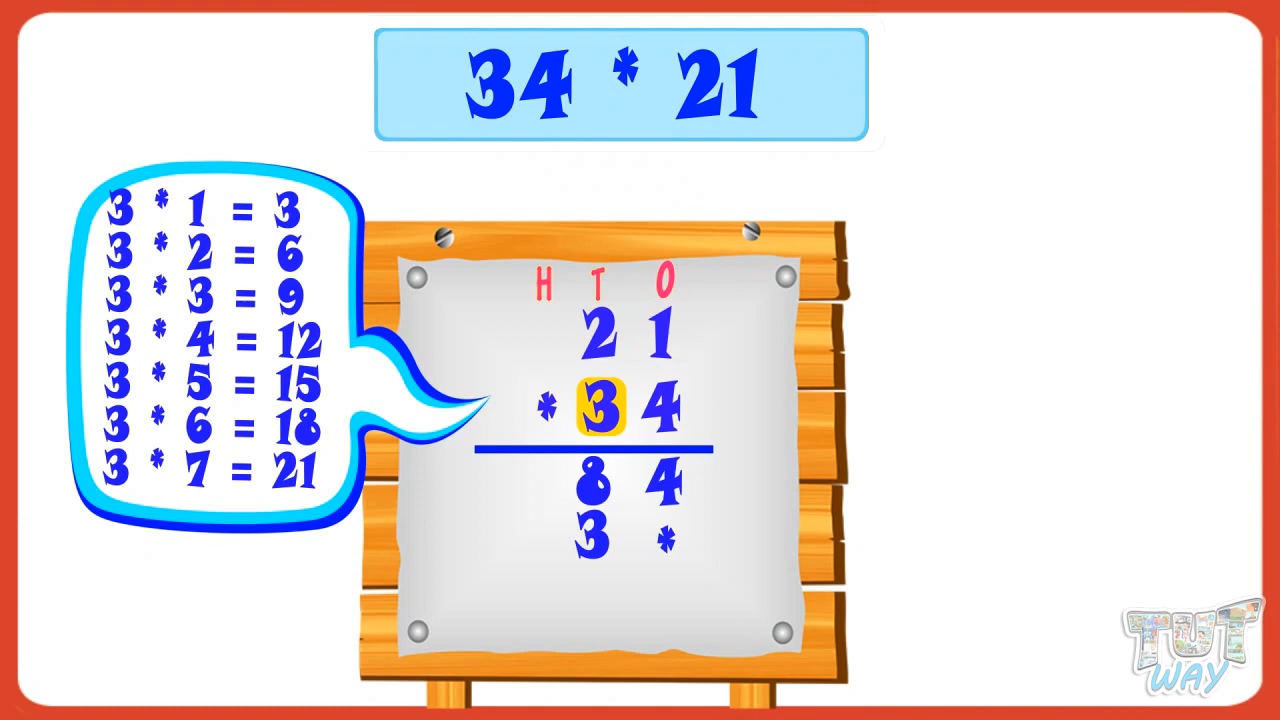 34 * 21
3 * 1 = 3
3 * 2 = 6
3 * 3 = 9
3 * 4 = 12
3 * 5 = 15
3 * 6 = 18
3 * 7 = 21
H T O
2 1
* 3 4
8 4
3 *
TUT
WAY